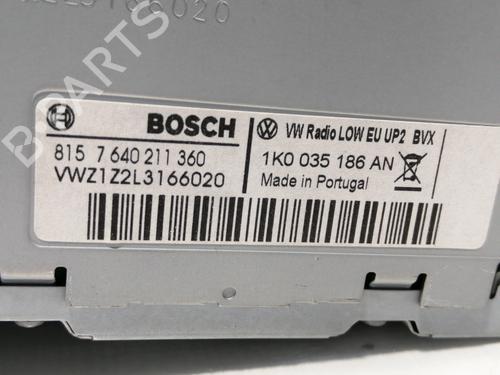 BOSCH
VW Radio LOW EU UP2 BVX
815 7 640 211 360
1K0 035 186 AN
VWZ1Z2L3166020
Made in Portugal
B-PARTS